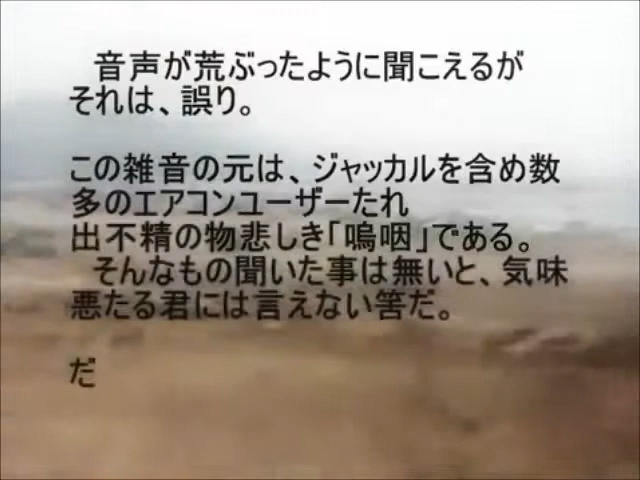 音声が荒ぶったように聞こえるが
それは、誤り。
この雑音の元は、ジャッカルを含め数
多のエアコンユーザーたれ
出不精の物悲しき「嗚咽」である。
そんなもの聞いた事は無いと、気味
悪たる君には言えない筈だ。
だ